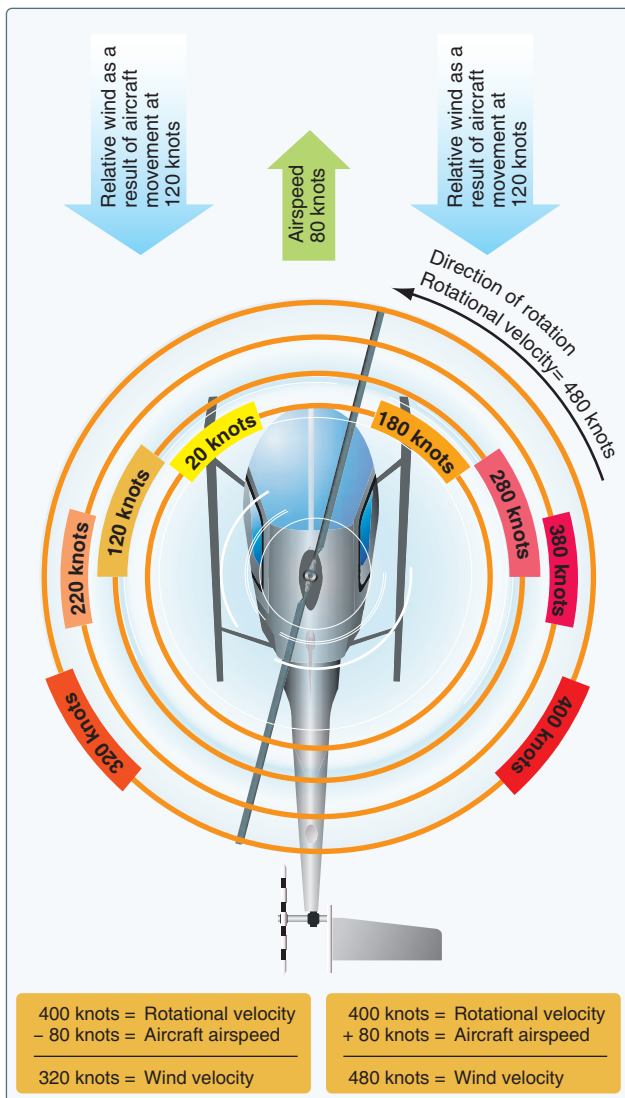 Relative wind as a
result of aircraft
movement at
120 knots
Airspeed
80 knots
Relative wind as a
result of aircraft
movement at
120 knots
Direction of rotation
Rotational velocity= 480 knots
20 knots
180 knots
120 knots
280 knots
220 knots
380 knots
320 knots
400 knots
400 knots = Rotational velocity
– 80 knots = Aircraft airspeed
320 knots = Wind velocity
400 knots = Rotational velocity
+ 80 knots = Aircraft airspeed
480 knots = Wind velocity